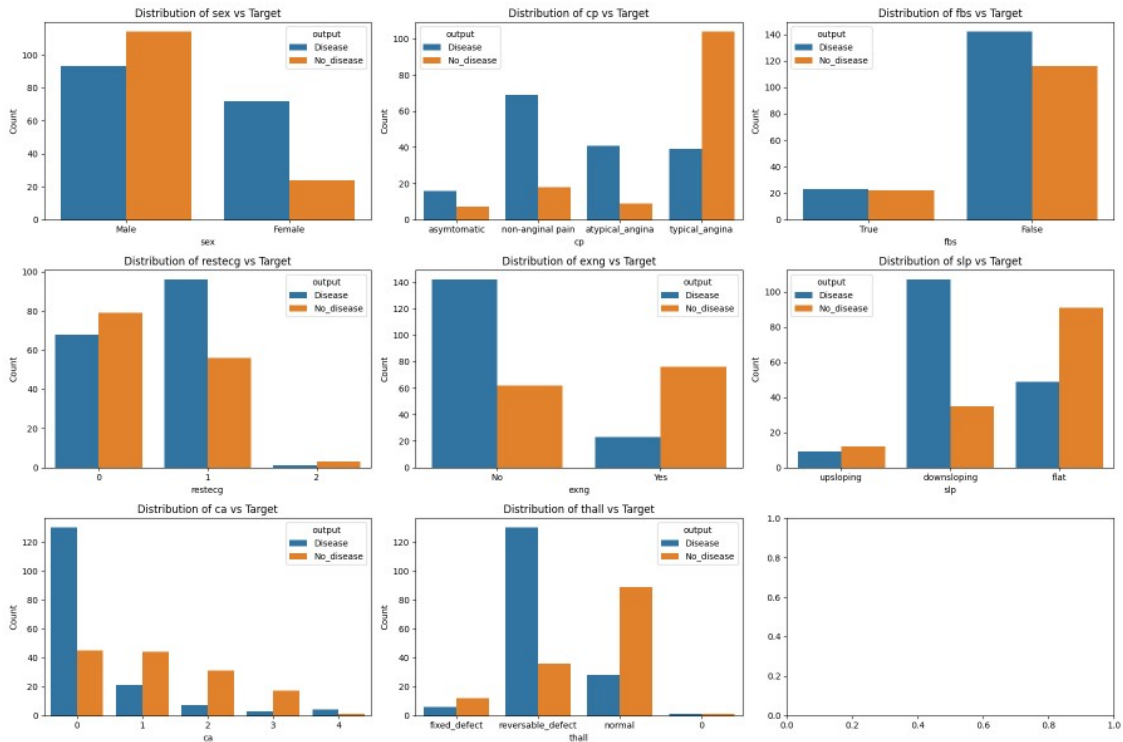 Distribution of sex vs Target
output
Disease
No_disease
100
80
60
40
20
0
Count
Male
Female
sex
Distribution of cp vs Target
output
Disease
No_disease
100
80
60
40
20
0
Count
asymtomatic
non-anginal pain
atypical_angina
typical_angina
cp
Distribution of fbs vs Target
output
Disease
No_disease
140
120
100
80
60
40
20
0
Count
True
False
fbs
Distribution of restecg vs Target
output
Disease
No_disease
100
80
60
40
20
0
Count
0
1
2
restecg
Distribution of exng vs Target
output
Disease
No_disease
140
120
100
80
60
40
20
0
Count
No
Yes
exng
Distribution of slp vs Target
output
Disease
No_disease
100
80
60
40
20
0
Count
upsloping
downsloping
flat
slp
Distribution of ca vs Target
output
Disease
No_disease
120
100
80
60
40
20
0
Count
0
1
2
3
4
ca
Distribution of thall vs Target
output
Disease
No_disease
120
100
80
60
40
20
0
Count
fixed_defect
reversable_defect
normal
0
thall
1.0
0.8
0.6
0.4
0.2
0.0
0.0
0.2
0.4
0.6
0.8
1.0